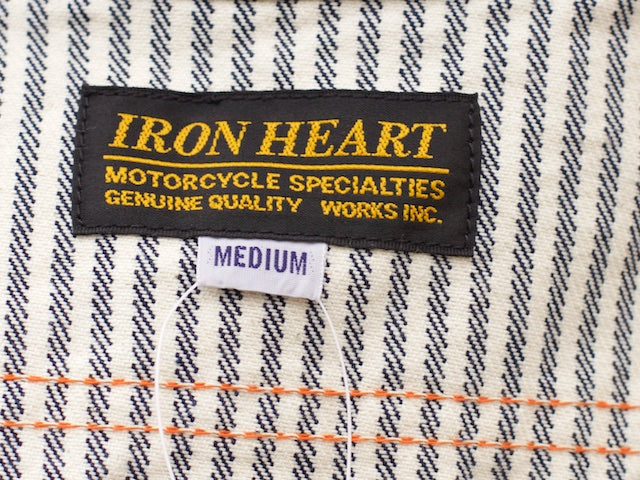 IRON HEART
MOTORCYCLE SPECIALTIES
GENUINE QUALITY WORKS INC.
MEDIUM